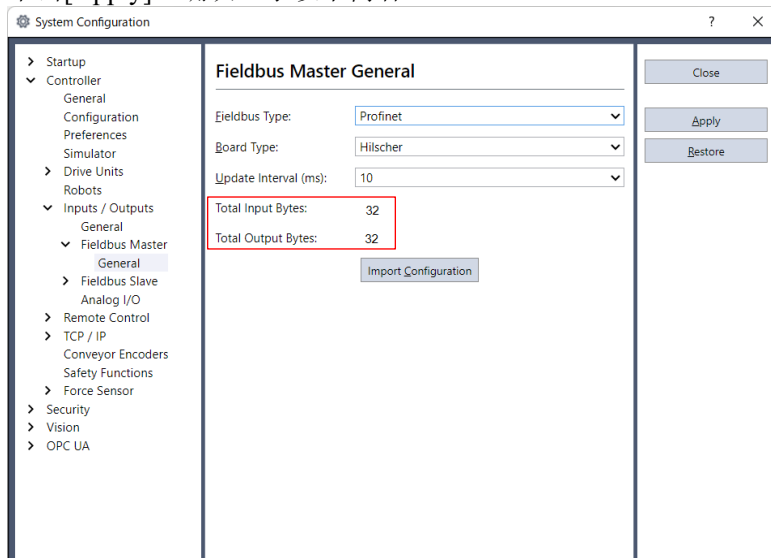 [Apply]
System Configuration
? ×
Startup
Controller
General
Configuration
Preferences
Simulator
Drive Units
Robots
Inputs / Outputs
General
Fieldbus Master
General
Fieldbus Slave
Analog I/O
Remote Control
TCP / IP
Conveyor Encoders
Safety Functions
Force Sensor
Security
Vision
OPC UA
Fieldbus Master General
Fieldbus Type: Profinet
Board Type: Hilscher
Update Interval (ms): 10
Total Input Bytes: 32
Total Output Bytes: 32
Import Configuration
Close
Apply
Restore